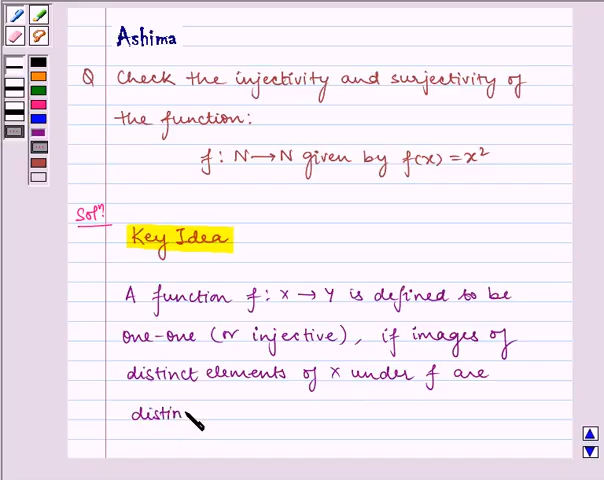 Ashima
Q Check the injectivity and surjectivity of
the function:
f : N → N given by f(x) = x²
Solⁿ:
Key Idea
A function f : X → Y is defined to be
one-one (or injective), if images of
distinct elements of X under f are
distin